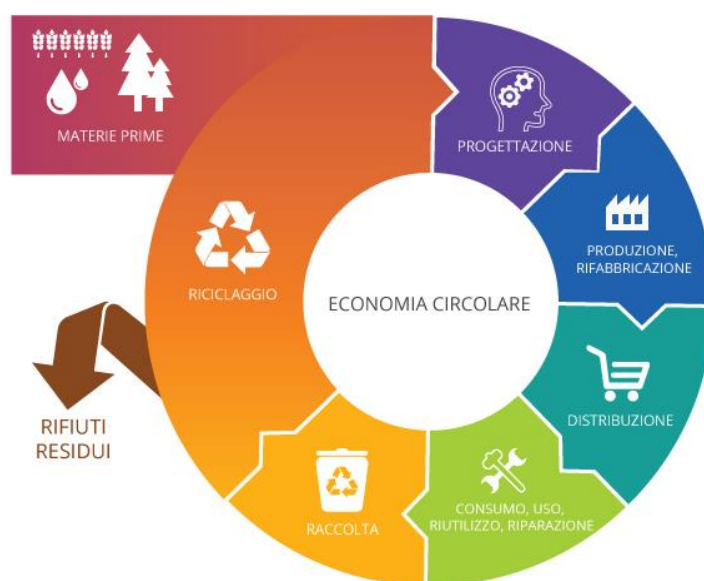 MATERIE PRIME
PROGETTAZIONE
PRODUZIONE,
RIFABBRICAZIONE
RICICLAGGIO
ECONOMIA CIRCOLARE
DISTRIBUZIONE
RIFIUTI
RESIDUI
CONSUMO, USO,
RIUTILIZZO, RIPARAZIONE
RACCOLTA